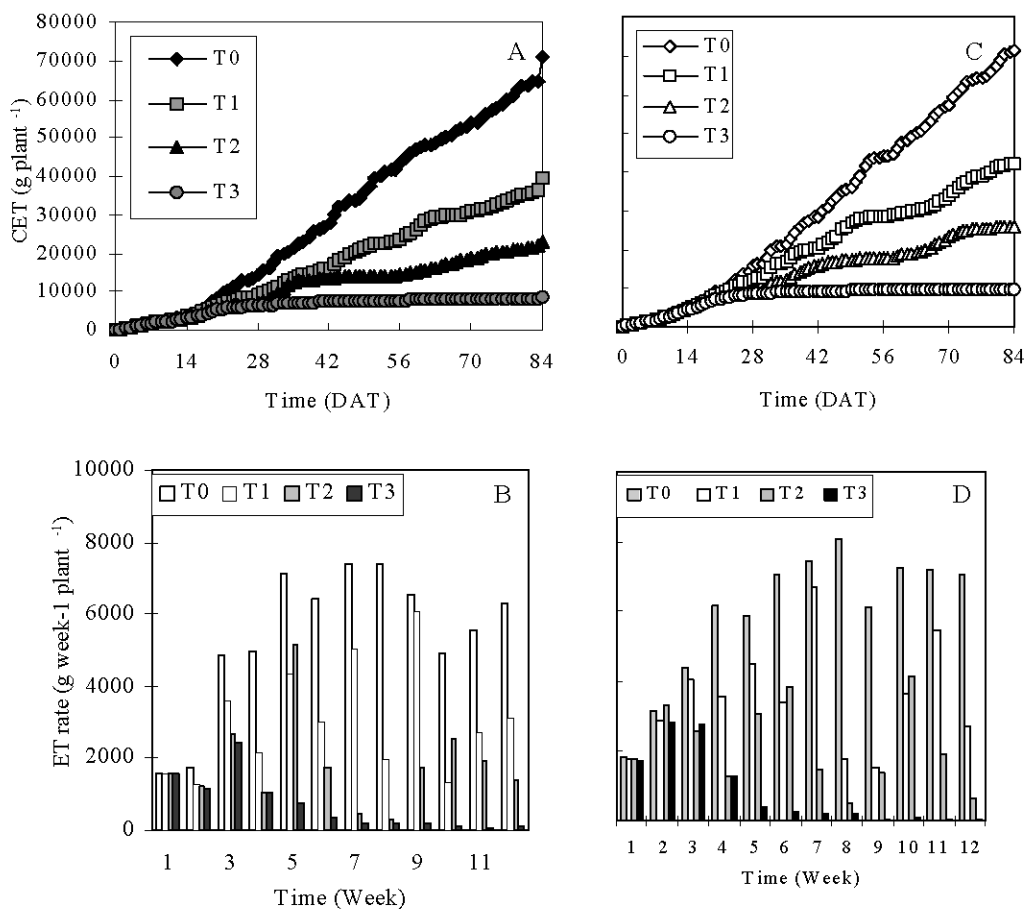 80000
70000
60000
50000
40000
30000
20000
10000
0
CET (g plant -1)
T0
T1
T2
T3
A
0 14 28 42 56 70 84
Time (DAT)
T0
T1
T2
T3
C
0 14 28 42 56 70 84
Time (DAT)
10000
8000
6000
4000
2000
0
ET rate (g week-1 plant -1)
T0 T1 T2 T3
B
1 3 5 7 9 11
Time (Week)
T0 T1 T2 T3
D
1 2 3 4 5 6 7 8 9 10 11 12
Time (Week)